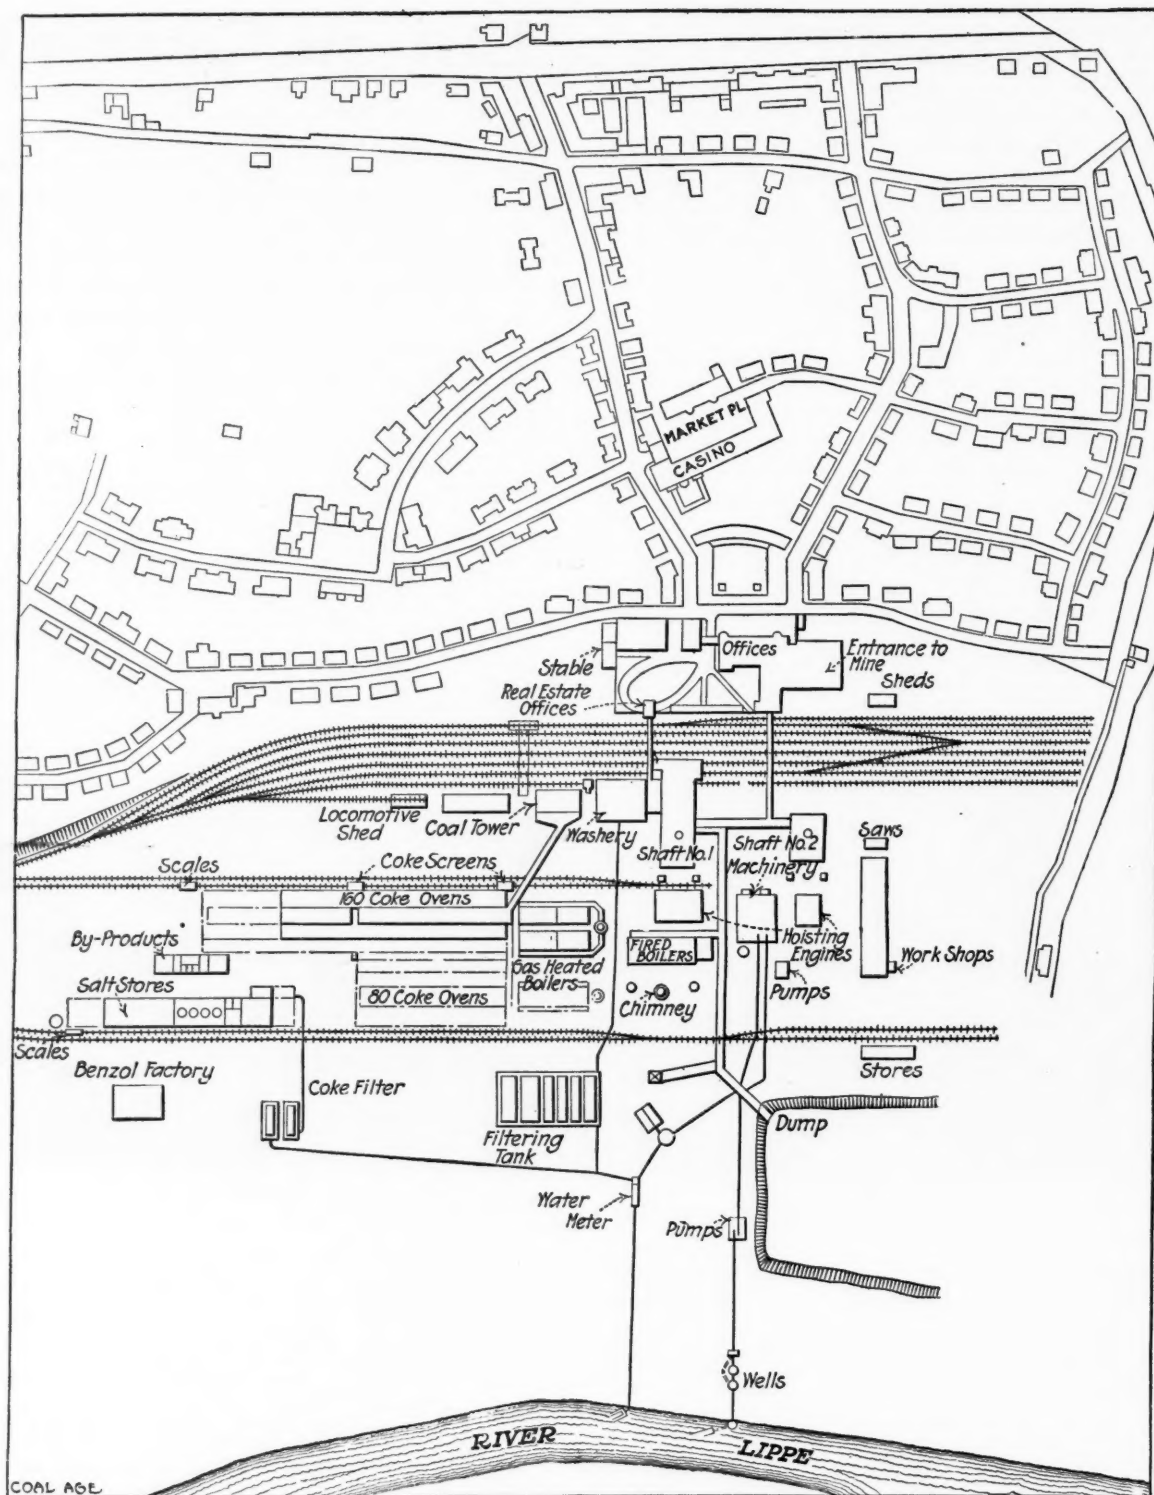 MARKET PL
CASINO
Offices
Entrance to
Mine
Stable
Real Estate
Offices
Sheds
Locomotive
Shed
Coal Tower
Washery
Shaft No.1
Shaft No.2
Machinery
Saws
Scales
Coke Screens
160 Coke Ovens
By-Products
Gas Heated
Boilers
FIRED
BOILERS
Hoisting
Engines
Work Shops
Salt Stores
80 Coke Ovens
Chimney
Pumps
Scales
Benzol Factory
Coke Filter
Stores
Filtering
Tank
Dump
Water
Meter
Pumps
Wells
RIVER LIPPE
COAL AGE